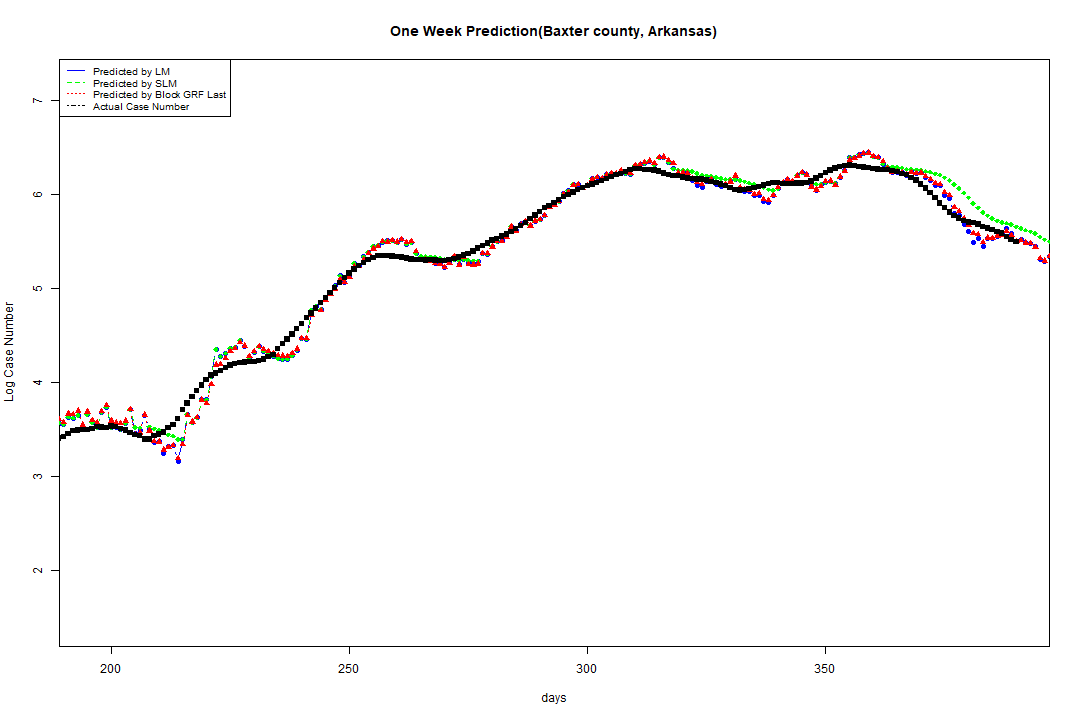 One Week Prediction(Baxter county, Arkansas)
Predicted by LM
Predicted by SLM
Predicted by Block GRF Last
Actual Case Number
7
6
5
4
3
2
Log Case Number
200 250 300 350
days